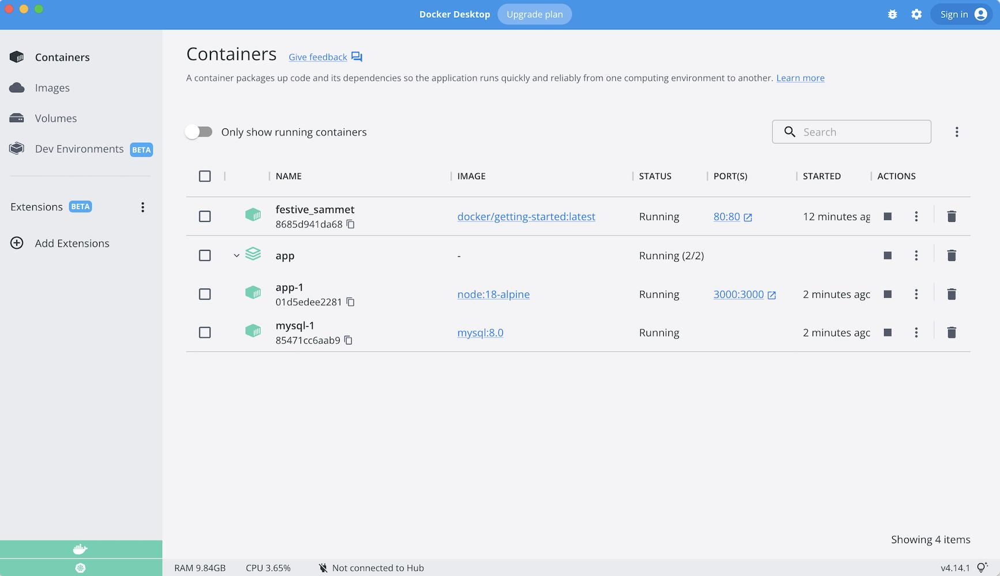 Docker Desktop Upgrade plan Sign in
Containers
Images
Volumes
Dev Environments BETA
Extensions BETA
Add Extensions
Containers Give feedback
A container packages up code and its dependencies so the application runs quickly and reliably from one computing environment to another. Learn more
Only show running containers Search
NAME IMAGE STATUS PORT(S) STARTED ACTIONS
festive_sammet
8685d941da68 docker/getting-started:latest Running 80:80 12 minutes ag
app - Running (2/2)
app-1
01d5edee2281 node:18-alpine Running 3000:3000 2 minutes agc
mysql-1
85471cc6aab9 mysql:8.0 Running 2 minutes agc
Showing 4 items
RAM 9.84GB CPU 3.65% Not connected to Hub v4.14.1